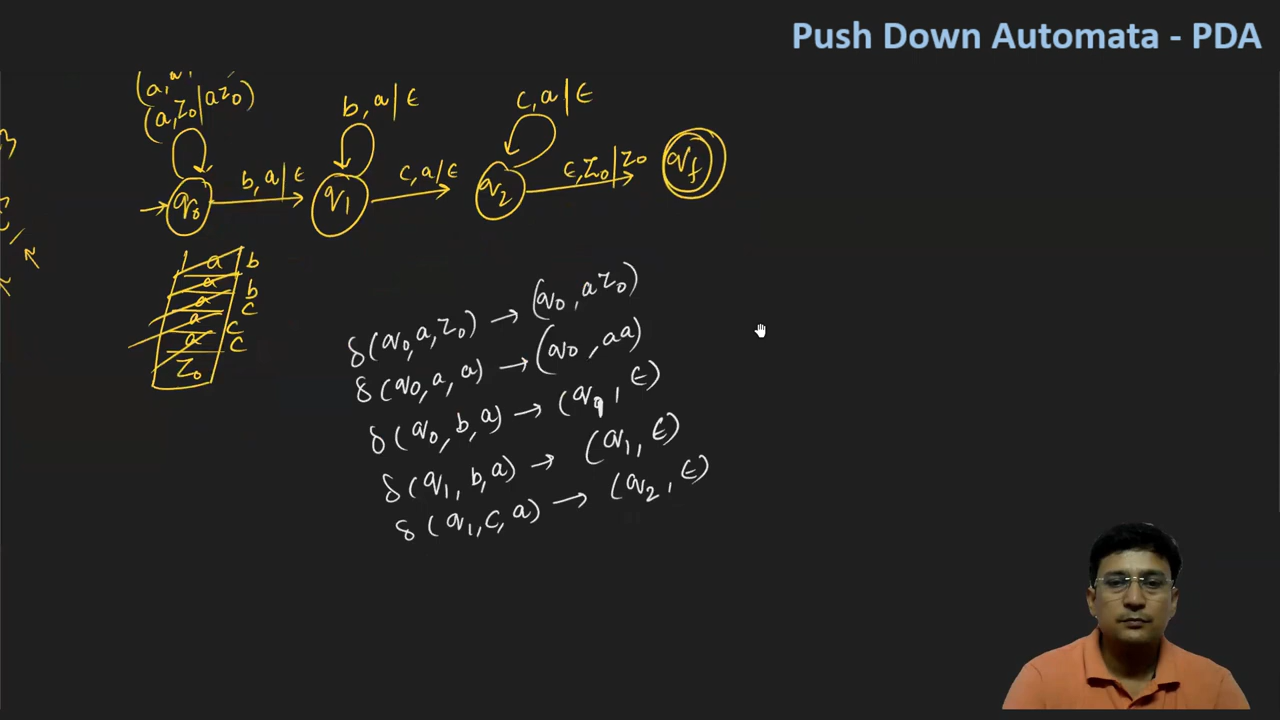 Push Down Automata - PDA
(a, Z₀ | aZ₀)
b, a | ε
c, a | ε
b, a | ε
c, a | ε
ε, Z₀ | Z₀
q₀
q₁
q₂
qf
a b
a b
a c
a c
a c
Z₀
δ(q₀, a, Z₀) → (q₀, aZ₀)
δ(q₀, a, a) → (q₀, aa)
δ(q₀, b, a) → (q₁, ε)
δ(q₁, b, a) → (q₁, ε)
δ(q₁, c, a) → (q₂, ε)